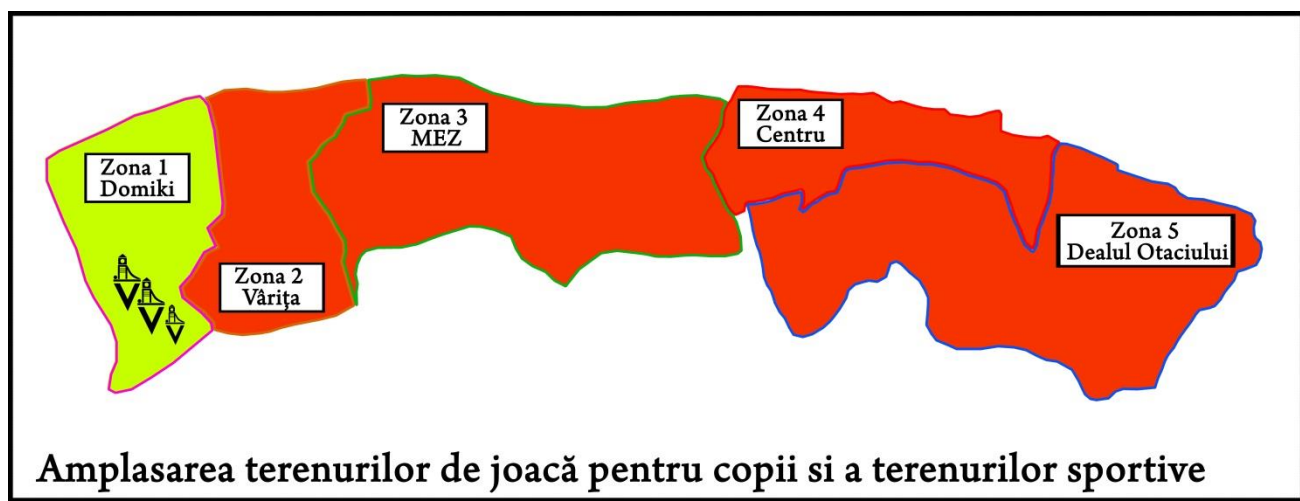 Zona 1
Domiki
Zona 2
Vârița
Zona 3
MEZ
Zona 4
Centru
Zona 5
Dealul Otaciului
Amplasarea terenurilor de joacă pentru copii si a terenurilor sportive